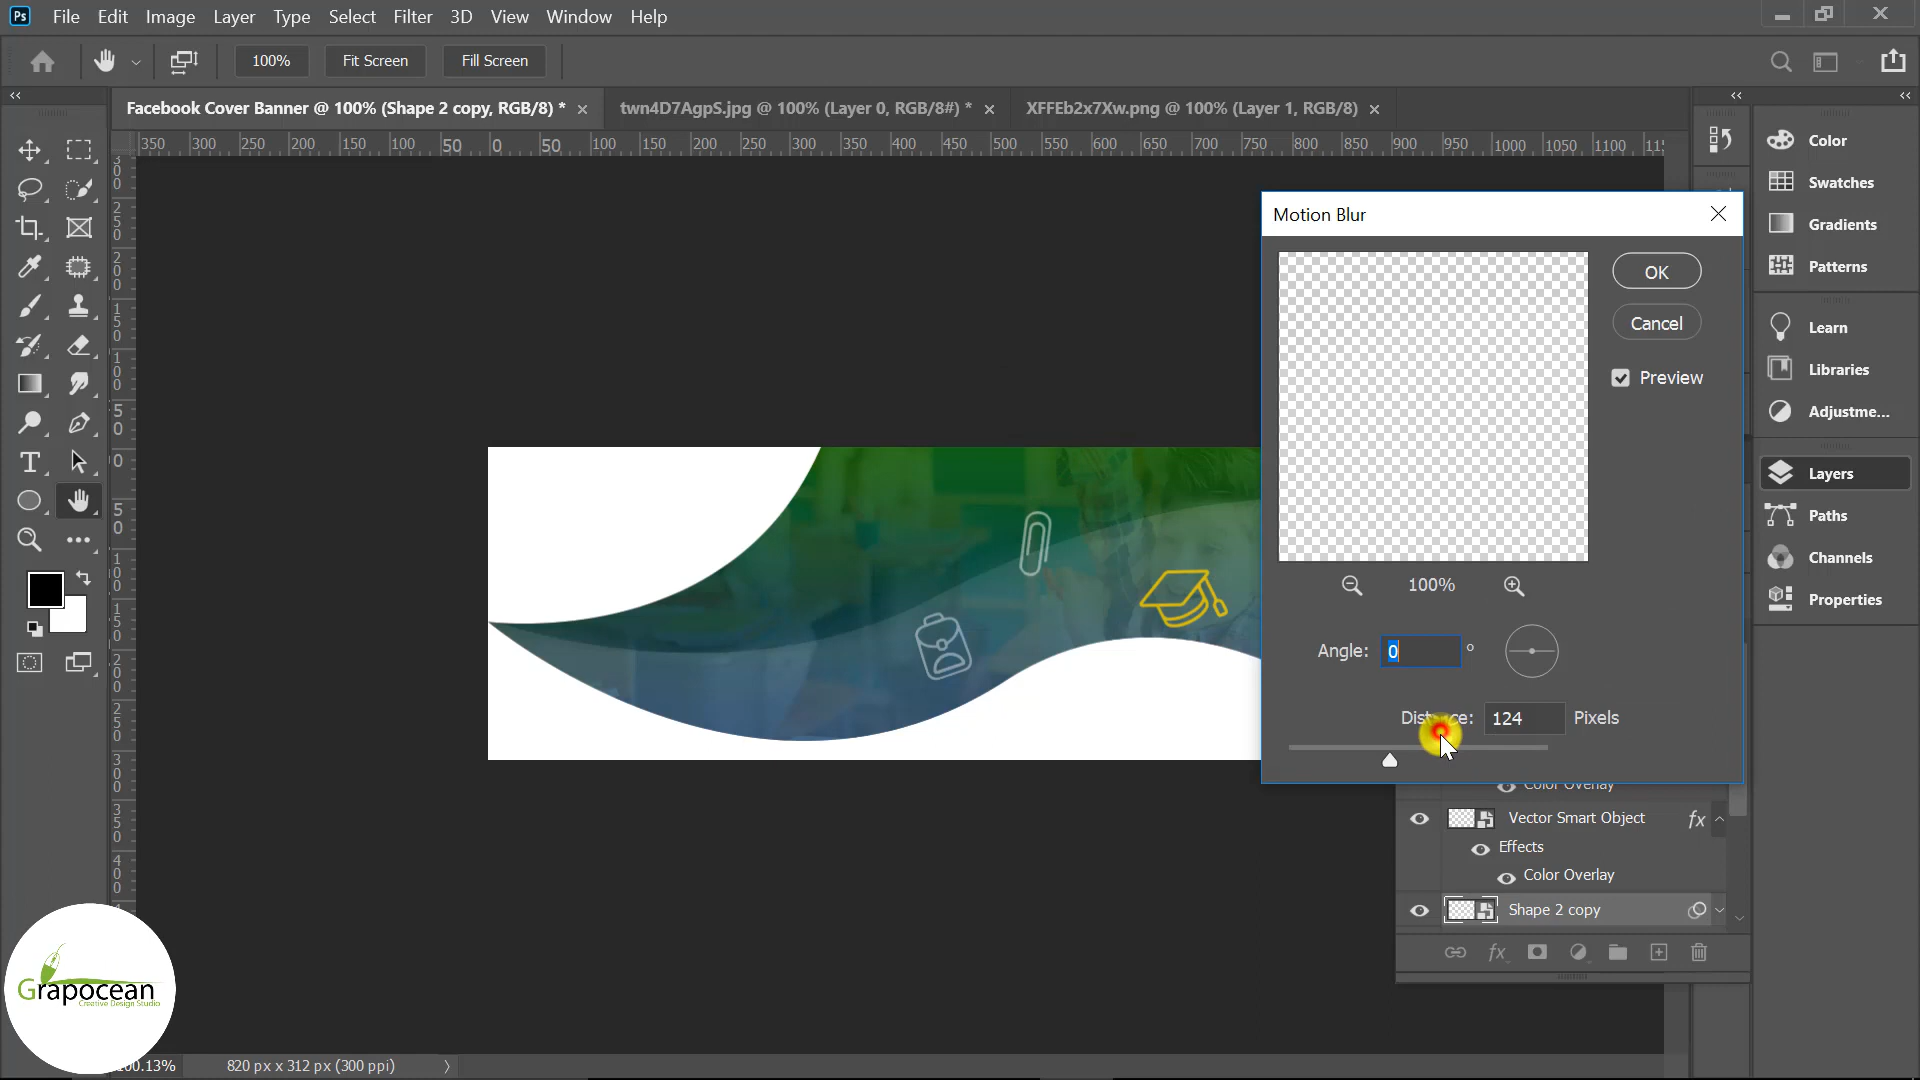 Ps File Edit Image Layer Type Select Filter 3D View Window Help
100% Fit Screen Fill Screen
Facebook Cover Banner @ 100% (Shape 2 copy, RGB/8) * × twn4D7AgpS.jpg @ 100% (Layer 0, RGB/8#) * × XFFEb2x7Xw.png @ 100% (Layer 1, RGB/8) ×
350 300 250 200 150 100 50 0 50 100 150 200 250 300 350 400 450 500 550 600 650 700 750 800 850 900 950 1000 1050 1100
Color
Swatches
Gradients
Patterns
Learn
Libraries
Adjustme...
Layers
Paths
Channels
Properties
Motion Blur
OK
Cancel
Preview
100%
Angle: 0 °
Distance: 124 Pixels
Color Overlay
Vector Smart Object fx
Effects
Color Overlay
Shape 2 copy
fx
Grapocean
Creative Design Studio
00.13% 820 px x 312 px (300 ppi)